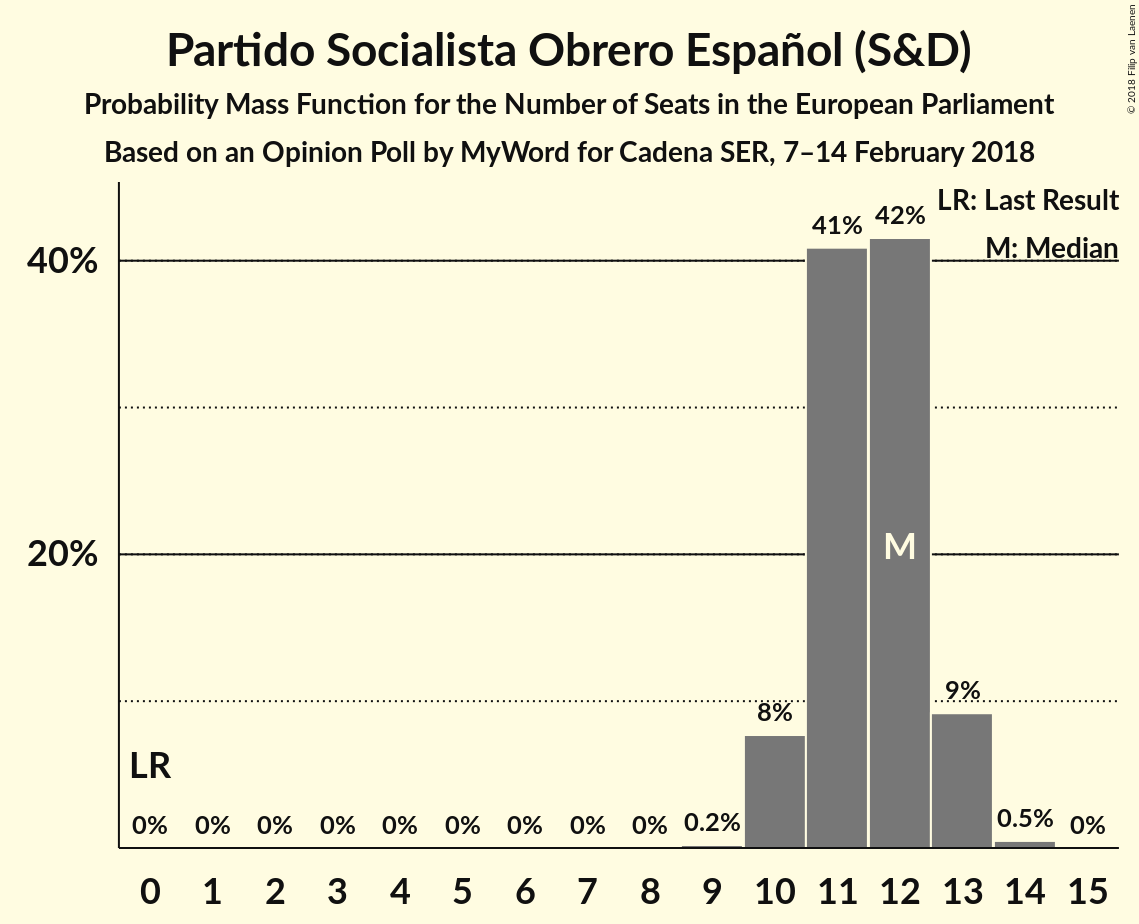 Partido Socialista Obrero Español (S&D)
Probability Mass Function for the Number of Seats in the European Parliament
Based on an Opinion Poll by MyWord for Cadena SER, 7–14 February 2018
© 2018 Filip van Laenen
LR: Last Result
M: Median
40%
20%
41%
42%
M
9%
8%
LR
0% 0% 0% 0% 0% 0% 0% 0% 0% 0.2% 0.5% 0%
0 1 2 3 4 5 6 7 8 9 10 11 12 13 14 15